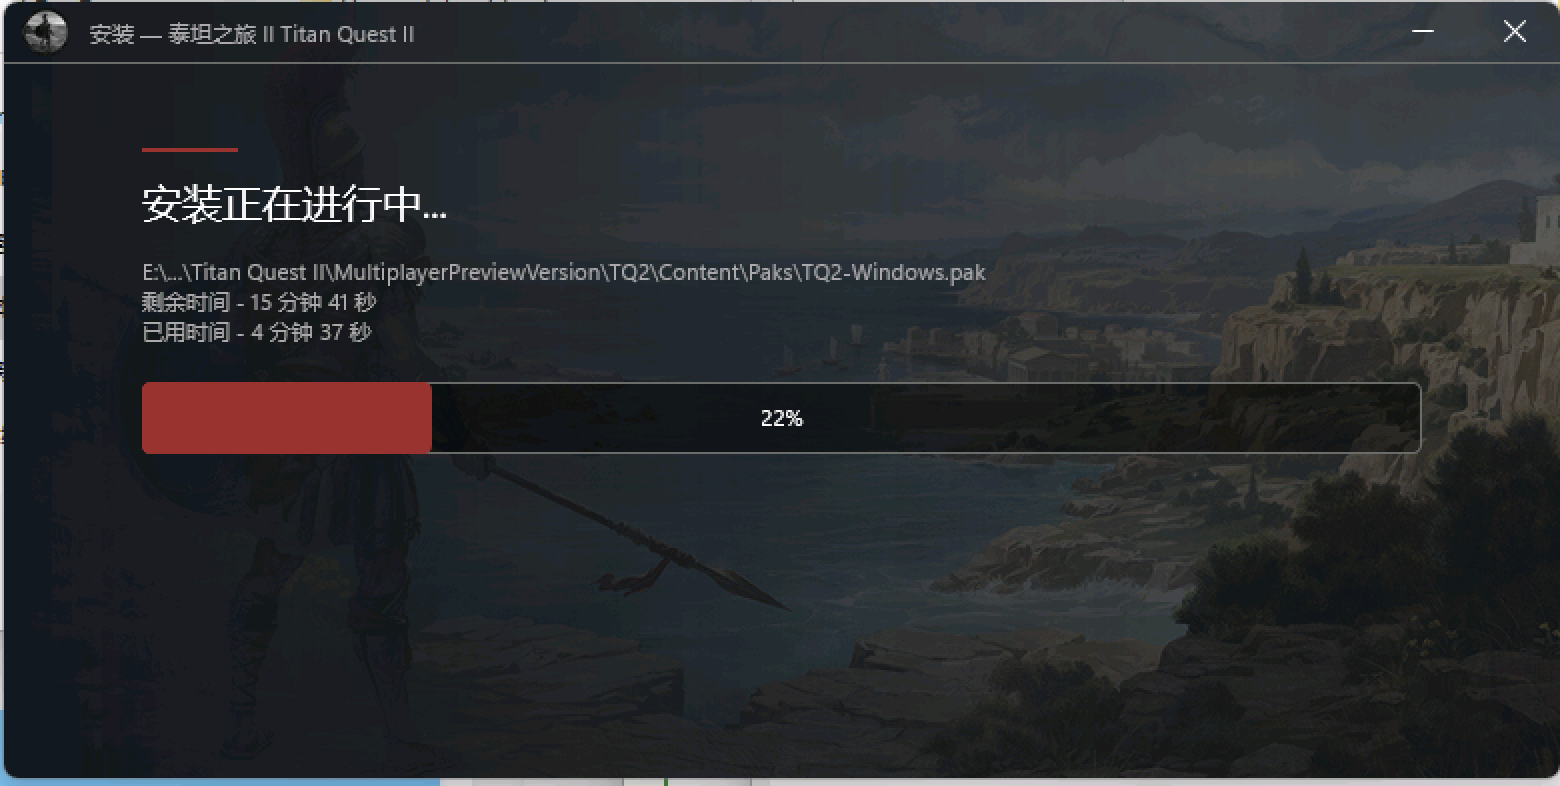 安装 — 泰坦之旅 II Titan Quest II
安装正在进行中...
E:\...\Titan Quest II\MultiplayerPreviewVersion\TQ2\Content\Paks\TQ2-Windows.pak
剩余时间 - 15 分钟 41 秒
已用时间 - 4 分钟 37 秒
22%